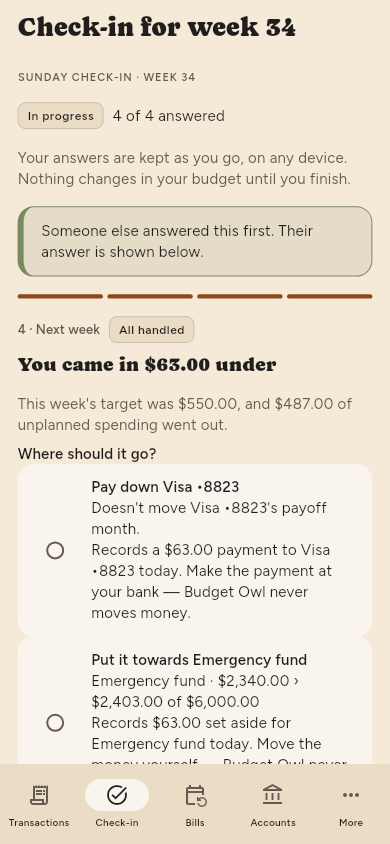 Check-in for week 34
SUNDAY CHECK-IN · WEEK 34
In progress 4 of 4 answered
Your answers are kept as you go, on any device.
Nothing changes in your budget until you finish.
Someone else answered this first. Their
answer is shown below.
4 · Next week All handled
You came in $63.00 under
This week's target was $550.00, and $487.00 of
unplanned spending went out.
Where should it go?
Pay down Visa •8823
Doesn't move Visa •8823's payoff
month.
Records a $63.00 payment to Visa
•8823 today. Make the payment at
your bank — Budget Owl never
moves money.
Put it towards Emergency fund
Emergency fund · $2,340.00 ›
$2,403.00 of $6,000.00
Records $63.00 set aside for
Emergency fund today. Move the
money yourself — Budget Owl never
Transactions Check-in Bills Accounts More